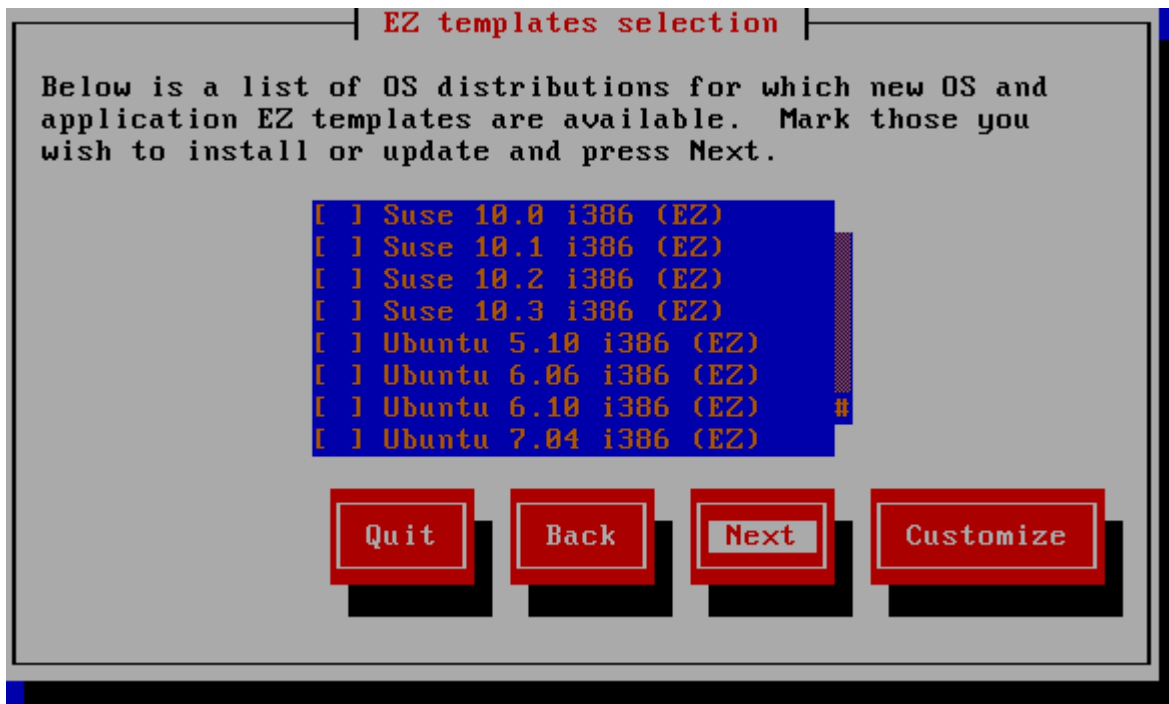 EZ templates selection
Below is a list of OS distributions for which new OS and
application EZ templates are available.  Mark those you
wish to install or update and press Next.
[ ] Suse 10.0 i386 (EZ)
[ ] Suse 10.1 i386 (EZ)
[ ] Suse 10.2 i386 (EZ)
[ ] Suse 10.3 i386 (EZ)
[ ] Ubuntu 5.10 i386 (EZ)
[ ] Ubuntu 6.06 i386 (EZ)
[ ] Ubuntu 6.10 i386 (EZ) #
[ ] Ubuntu 7.04 i386 (EZ)
Quit Back Next Customize